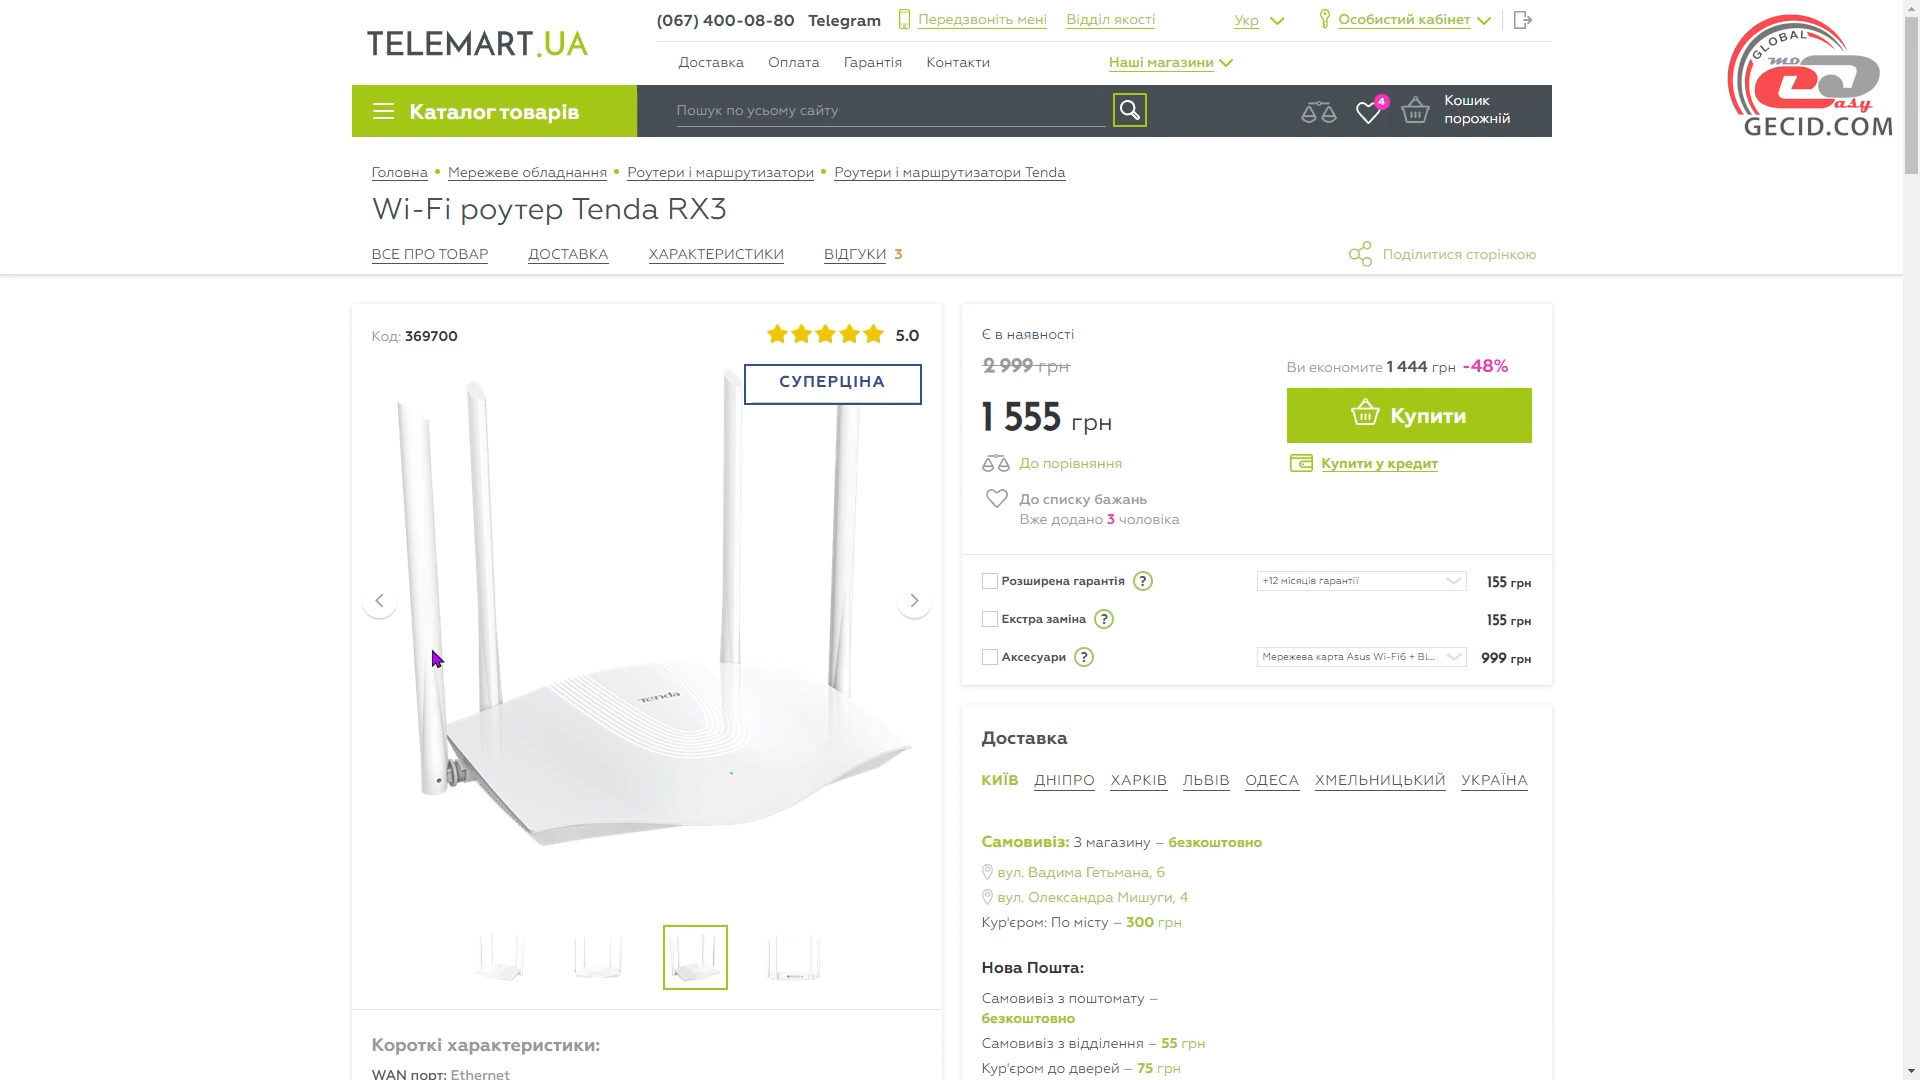 TELEMART.UA
(067) 400-08-80 Telegram Передзвоніть мені Відділ якості Укр Особистий кабінет
Доставка Оплата Гарантія Контакти Наші магазини
Каталог товарів Пошук по усьому сайту 4 Кошик
порожній
GLOBAL
easy
GECID.COM
Головна • Мережеве обладнання • Роутери і маршрутизатори • Роутери і маршрутизатори Tenda
Wi-Fi роутер Tenda RX3
ВСЕ ПРО ТОВАР ДОСТАВКА ХАРАКТЕРИСТИКИ ВІДГУКИ 3 Поділитися сторінкою
Код: 369700 5.0
СУПЕРЦІНА
Tenda
Короткі характеристики:
WAN порт: Ethernet
Є в наявності
2 999 грн Ви економите 1 444 грн -48%
1 555 грн Купити
До порівняння Купити у кредит
До списку бажань
Вже додано 3 чоловіка
Розширена гарантія ? +12 місяців гарантії 155 грн
Екстра заміна ? 155 грн
Аксесуари ? Мережева карта Asus Wi-Fi6 + Bl... 999 грн
Доставка
КИЇВ ДНІПРО ХАРКІВ ЛЬВІВ ОДЕСА ХМЕЛЬНИЦЬКИЙ УКРАЇНА
Самовивіз: З магазину – безкоштовно
вул. Вадима Гетьмана, 6
вул. Олександра Мишуги, 4
Кур'єром: По місту – 300 грн
Нова Пошта:
Самовивіз з поштомату –
безкоштовно
Самовивіз з відділення – 55 грн
Кур'єром до дверей – 75 грн